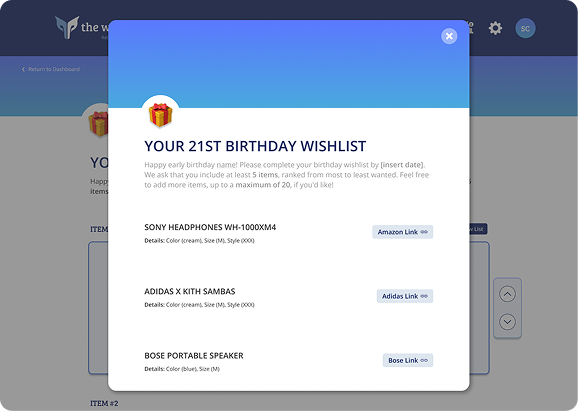 the w
SC
Return to Dashboard
YOUR 21ST BIRTHDAY WISHLIST
Happy early birthday name! Please complete your birthday wishlist by [insert date].
We ask that you include at least 5 items, ranked from most to least wanted. Feel free
to add more items, up to a maximum of 20, if you'd like!
YO
Happy
items,
SONY HEADPHONES WH-1000XM4
Amazon Link
Details: Color (cream), Size (M), Style (XXX)
ITEM
List
ADIDAS X KITH SAMBAS
Adidas Link
Details: Color (cream), Size (M), Style (XXX)
BOSE PORTABLE SPEAKER
Bose Link
Details: Color (blue), Size (M)
ITEM #2